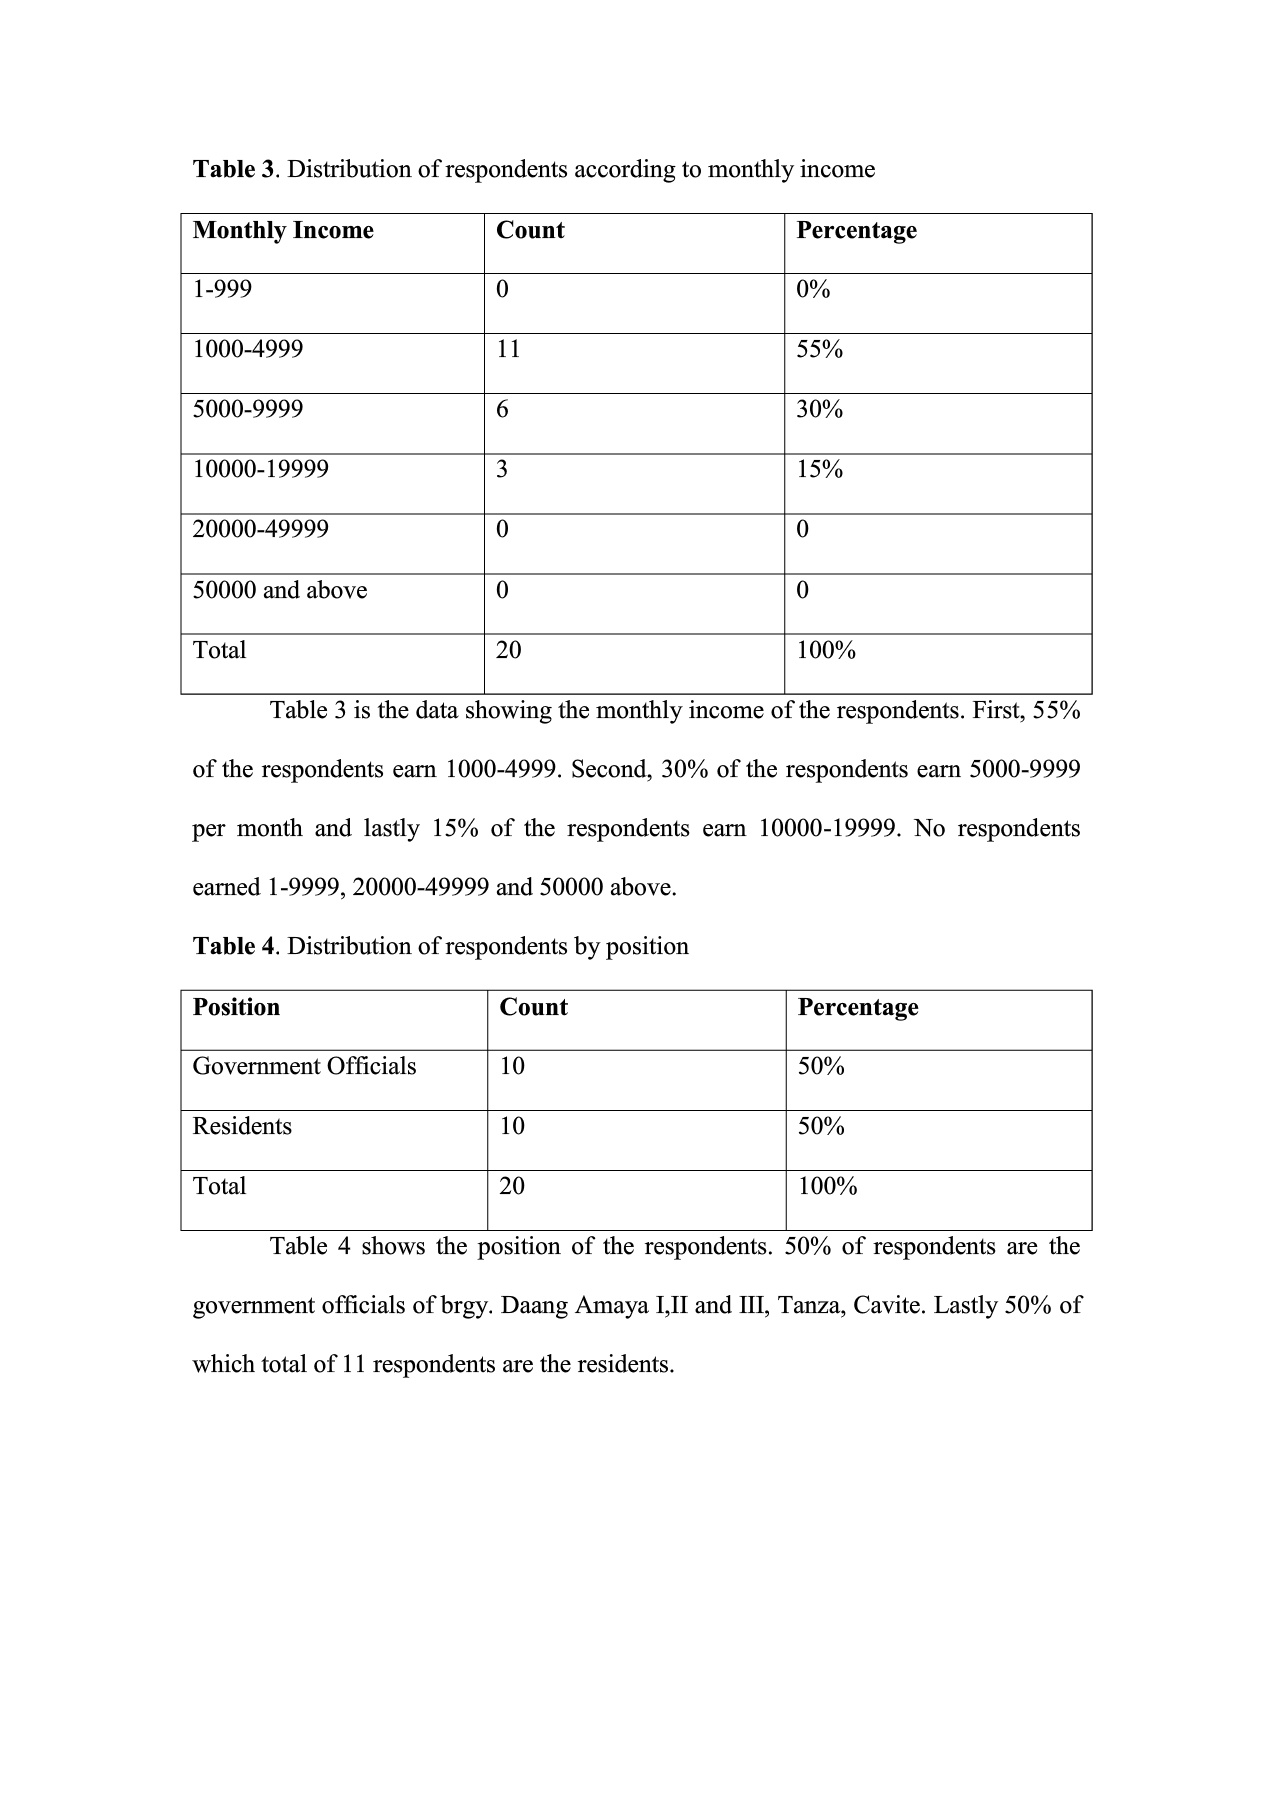 Table 3. Distribution of respondents according to monthly income
Monthly Income Count Percentage
1-999 0 0%
1000-4999 11 55%
5000-9999 6 30%
10000-19999 3 15%
20000-49999 0 0
50000 and above 0 0
Total 20 100%
Table 3 is the data showing the monthly income of the respondents. First, 55%
of the respondents earn 1000-4999. Second, 30% of the respondents earn 5000-9999
per month and lastly 15% of the respondents earn 10000-19999. No respondents
earned 1-9999, 20000-49999 and 50000 above.
Table 4. Distribution of respondents by position
Position Count Percentage
Government Officials 10 50%
Residents 10 50%
Total 20 100%
Table 4 shows the position of the respondents. 50% of respondents are the
government officials of brgy. Daang Amaya I,II and III, Tanza, Cavite. Lastly 50% of
which total of 11 respondents are the residents.